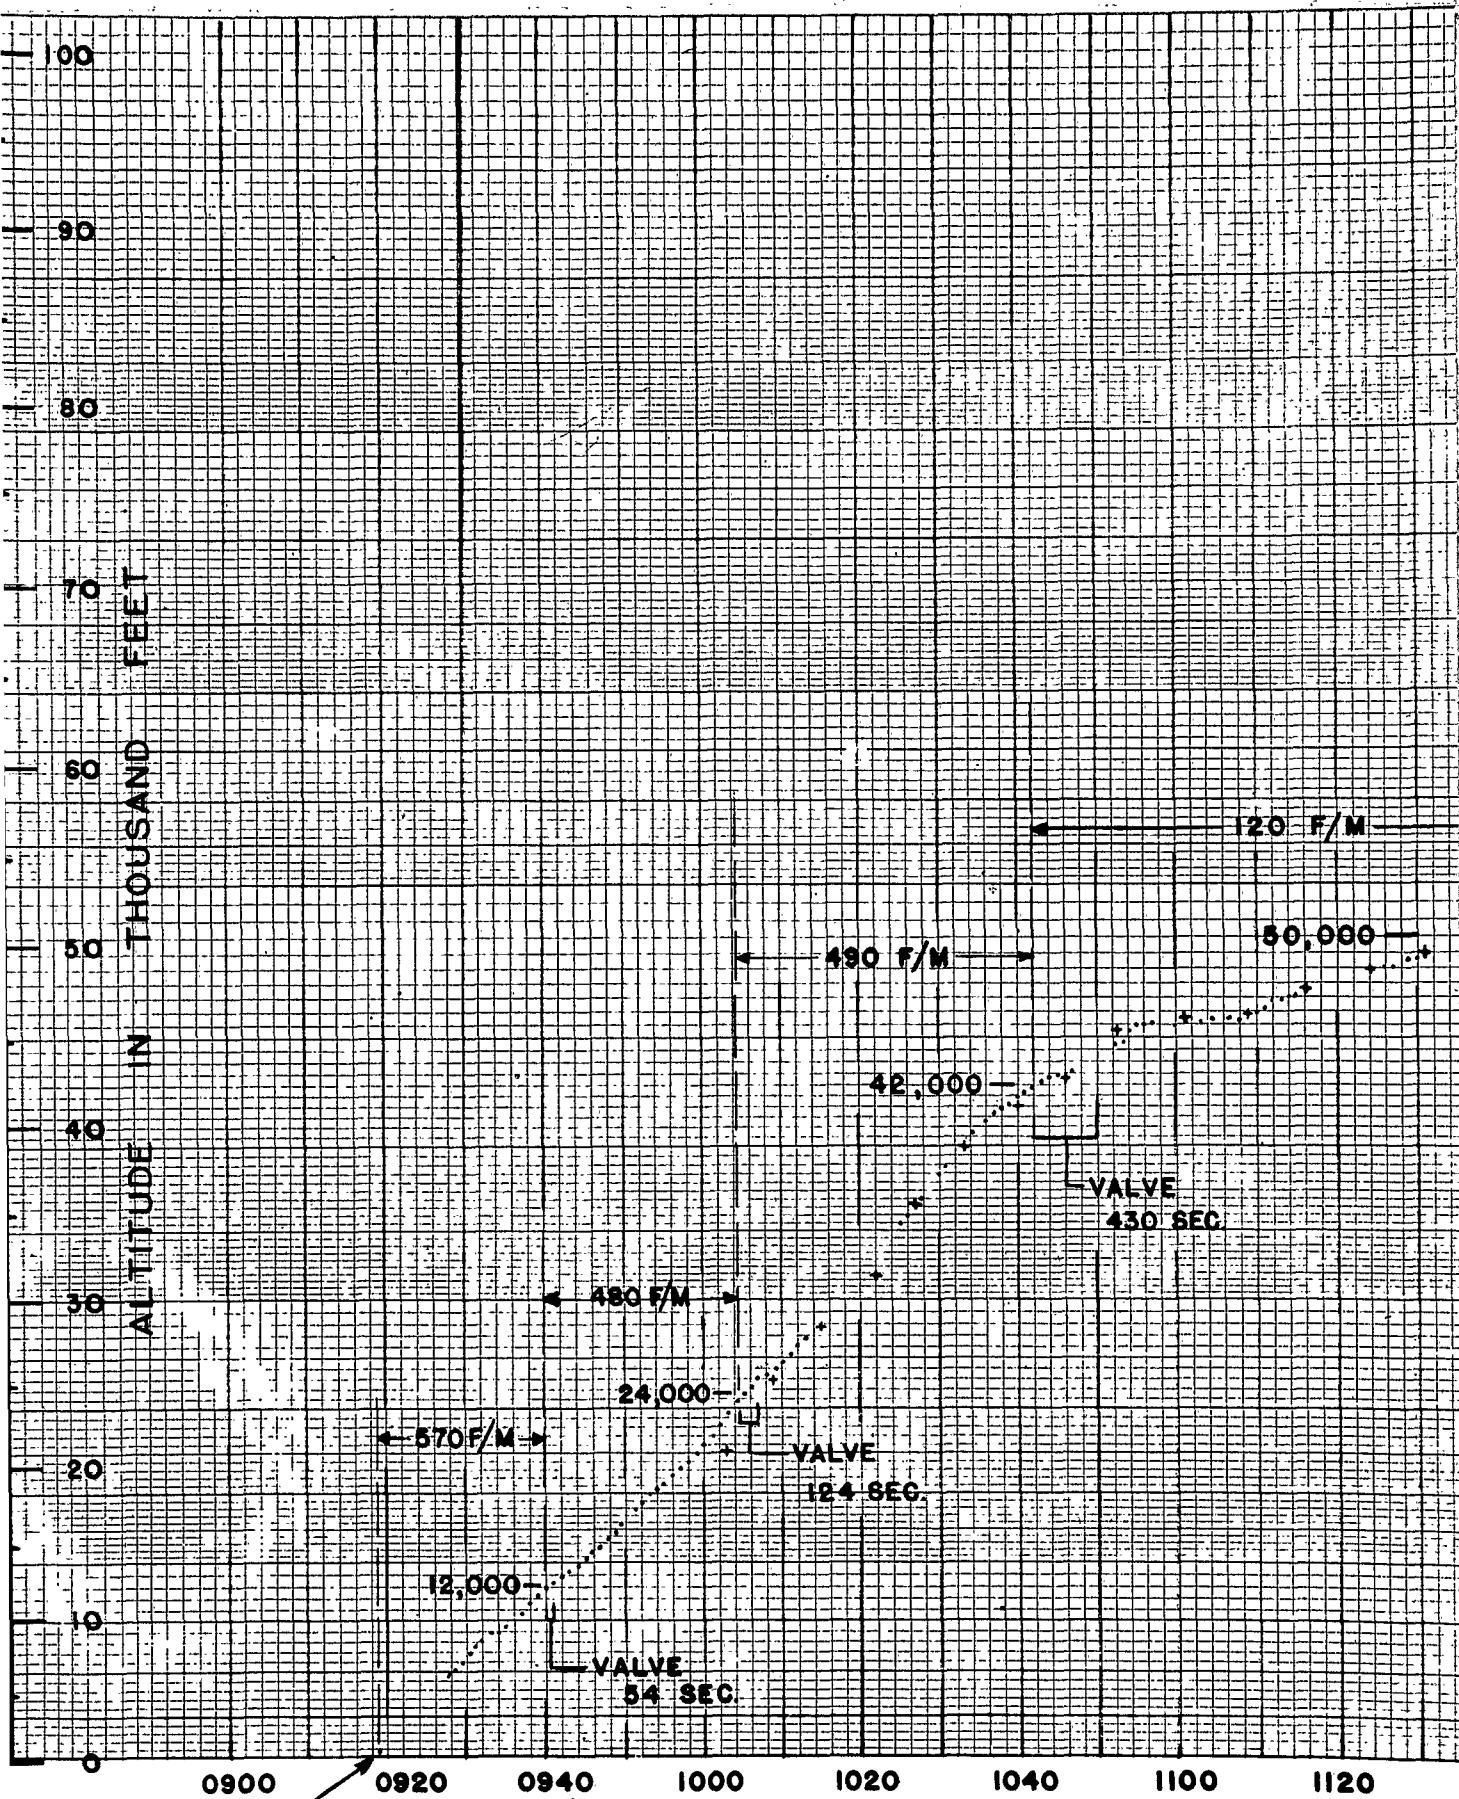 100
90
80
70
60
50
40
30
20
10
0
ALTITUDE IN THOUSAND FEET
120 F/M
50,000
490 F/M
42,000
VALVE
430 SEC.
480 F/M
24,000
570 F/M
VALVE
124 SEC.
12,000
VALVE
54 SEC.
0900 0920 0940 1000 1020 1040 1100 1120